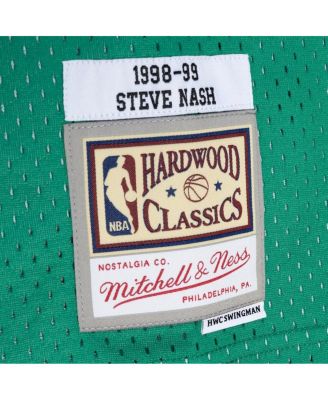 1998-99
STEVE NASH
NBA
HARDWOOD
CLASSICS
NOSTALGIA CO.
Mitchell & Ness
PHILADELPHIA, PA.
HWC SWINGMAN